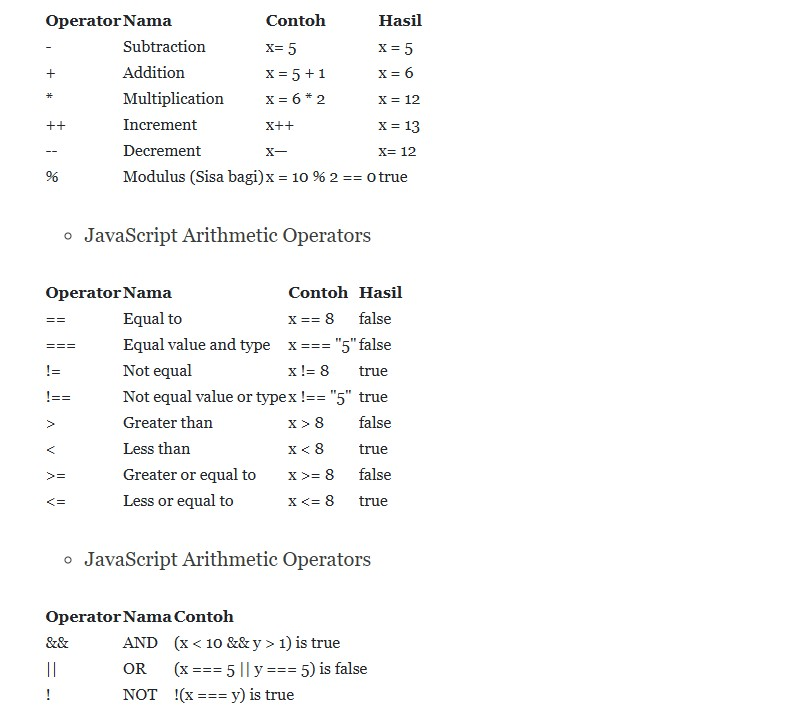 Operator Nama Contoh Hasil
- Subtraction x= 5 x = 5
+ Addition x = 5 + 1 x = 6
* Multiplication x = 6 * 2 x = 12
++ Increment x++ x = 13
-- Decrement x— x= 12
% Modulus (Sisa bagi) x = 10 % 2 == 0 true
○ JavaScript Arithmetic Operators
Operator Nama Contoh Hasil
== Equal to x == 8 false
=== Equal value and type x === "5" false
!= Not equal x != 8 true
!== Not equal value or type x !== "5" true
> Greater than x > 8 false
< Less than x < 8 true
>= Greater or equal to x >= 8 false
<= Less or equal to x <= 8 true
○ JavaScript Arithmetic Operators
Operator Nama Contoh
&& AND (x < 10 && y > 1) is true
|| OR (x === 5 || y === 5) is false
! NOT !(x === y) is true